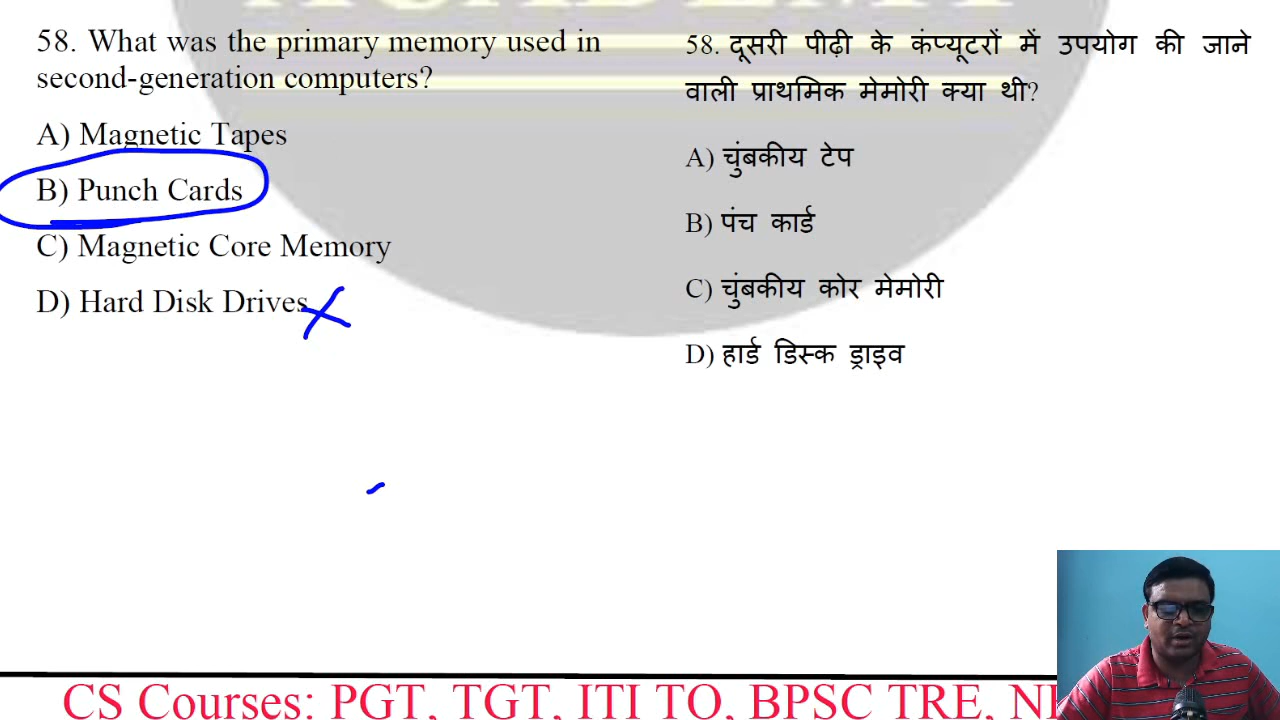 ACADEMY
58. What was the primary memory used in
second-generation computers?
A) Magnetic Tapes
B) Punch Cards
C) Magnetic Core Memory
D) Hard Disk Drives
58. दूसरी पीढ़ी के कंप्यूटरों में उपयोग की जाने
वाली प्राथमिक मेमोरी क्या थी?
A) चुंबकीय टेप
B) पंच कार्ड
C) चुंबकीय कोर मेमोरी
D) हार्ड डिस्क ड्राइव
CS Courses: PGT, TGT, ITI TO, BPSC TRE,